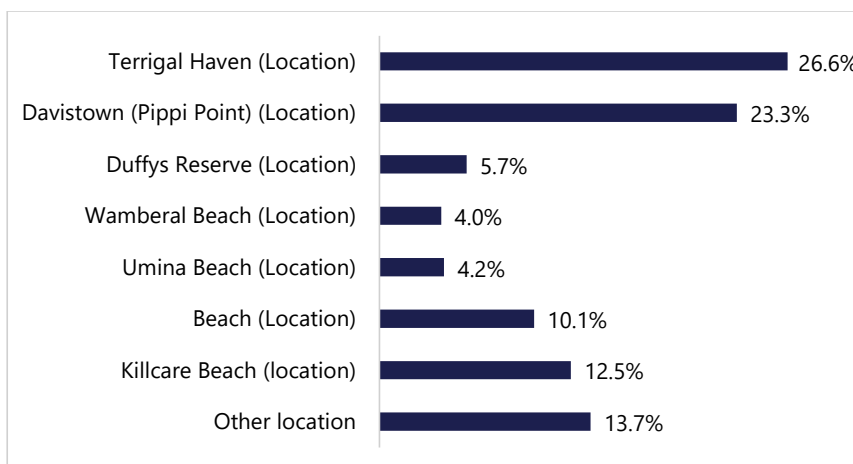 Terrigal Haven (Location) 26.6%
Davistown (Pippi Point) (Location) 23.3%
Duffys Reserve (Location) 5.7%
Wamberal Beach (Location) 4.0%
Umina Beach (Location) 4.2%
Beach (Location) 10.1%
Killcare Beach (location) 12.5%
Other location 13.7%